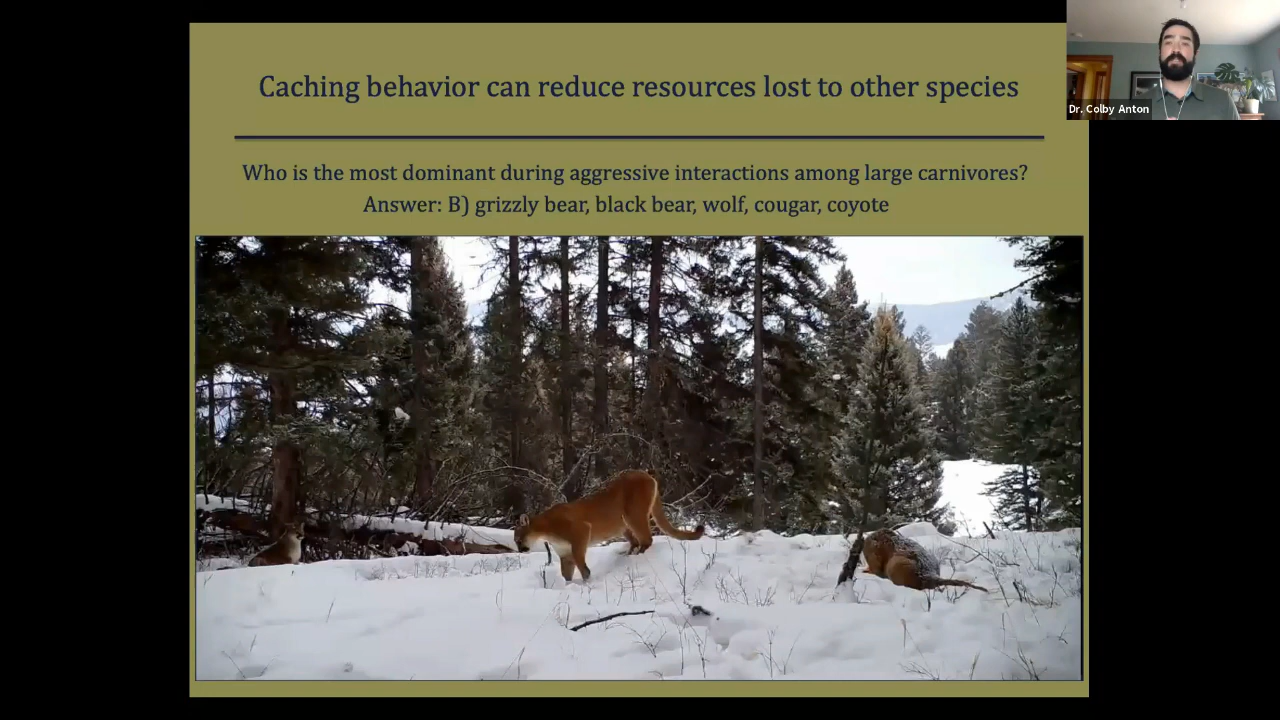 Caching behavior can reduce resources lost to other species
Dr. Colby Anton
Who is the most dominant during aggressive interactions among large carnivores?
Answer: B) grizzly bear, black bear, wolf, cougar, coyote